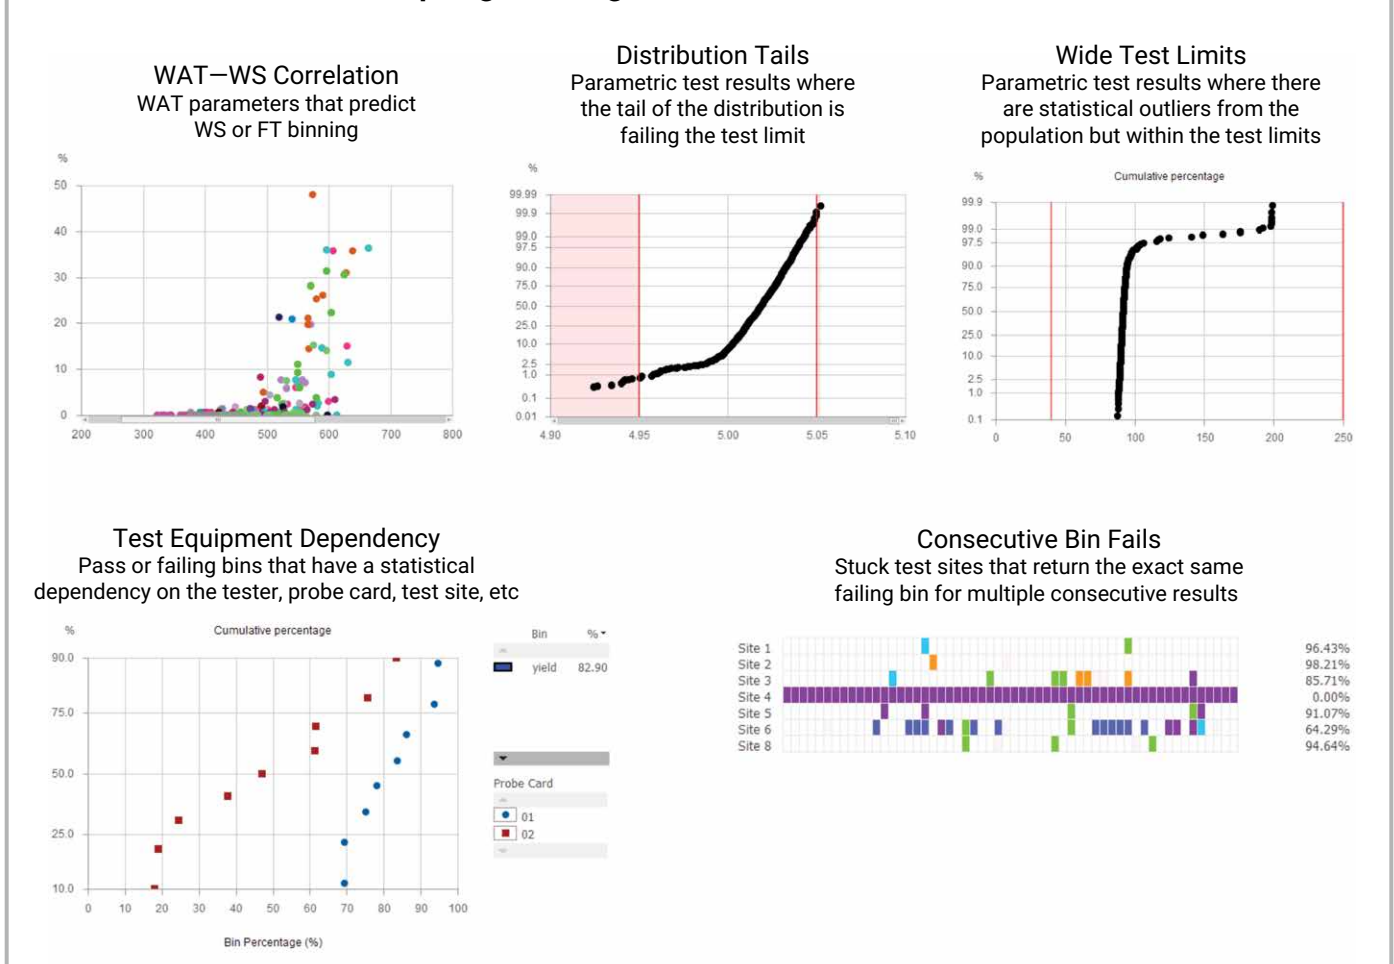 WAT—WS Correlation
WAT parameters that predict
WS or FT binning
%
50
40
30
20
10
0
200 300 400 500 600 700 800
Distribution Tails
Parametric test results where
the tail of the distribution is
failing the test limit
%
99.99
99.9
99.0
97.5
90.0
75.0
50.0
25.0
10.0
2.5
1.0
0.1
0.01
4.90 4.95 5.00 5.05 5.10
Wide Test Limits
Parametric test results where there
are statistical outliers from the
population but within the test limits
% Cumulative percentage
99.9
99.0
97.5
90.0
75.0
50.0
25.0
10.0
2.5
1.0
0.1
0 50 100 150 200 250
Test Equipment Dependency
Pass or failing bins that have a statistical
dependency on the tester, probe card, test site, etc
% Cumulative percentage
90.0
75.0
50.0
25.0
10.0
0 10 20 30 40 50 60 70 80 90 100
Bin Percentage (%)
Bin %
yield 82.90
Probe Card
01
02
Consecutive Bin Fails
Stuck test sites that return the exact same
failing bin for multiple consecutive results
Site 1 96.43%
Site 2 98.21%
Site 3 85.71%
Site 4 0.00%
Site 5 91.07%
Site 6 64.29%
Site 8 94.64%